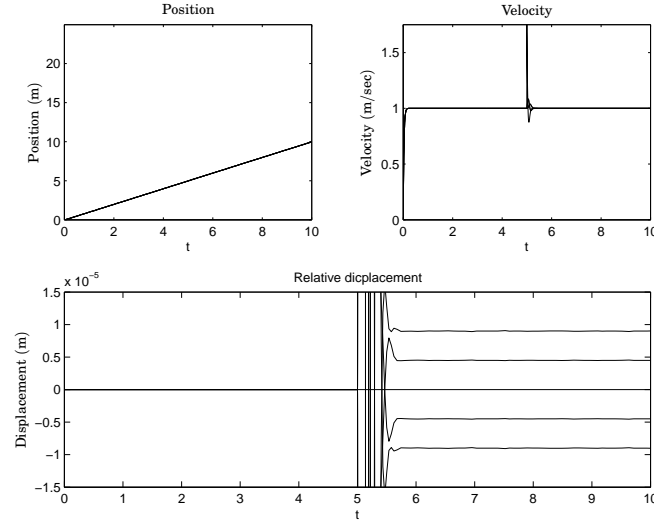 Position
Position (m)
20
15
10
5
0
0 2 4 6 8 10
t
Velocity
Velocity (m/sec)
1.5
1
0.5
0
0 2 4 6 8 10
t
Relative dicplacement
x 10^-5
Displacement (m)
1.5
1
0.5
0
−0.5
−1
−1.5
0 1 2 3 4 5 6 7 8 9 10
t